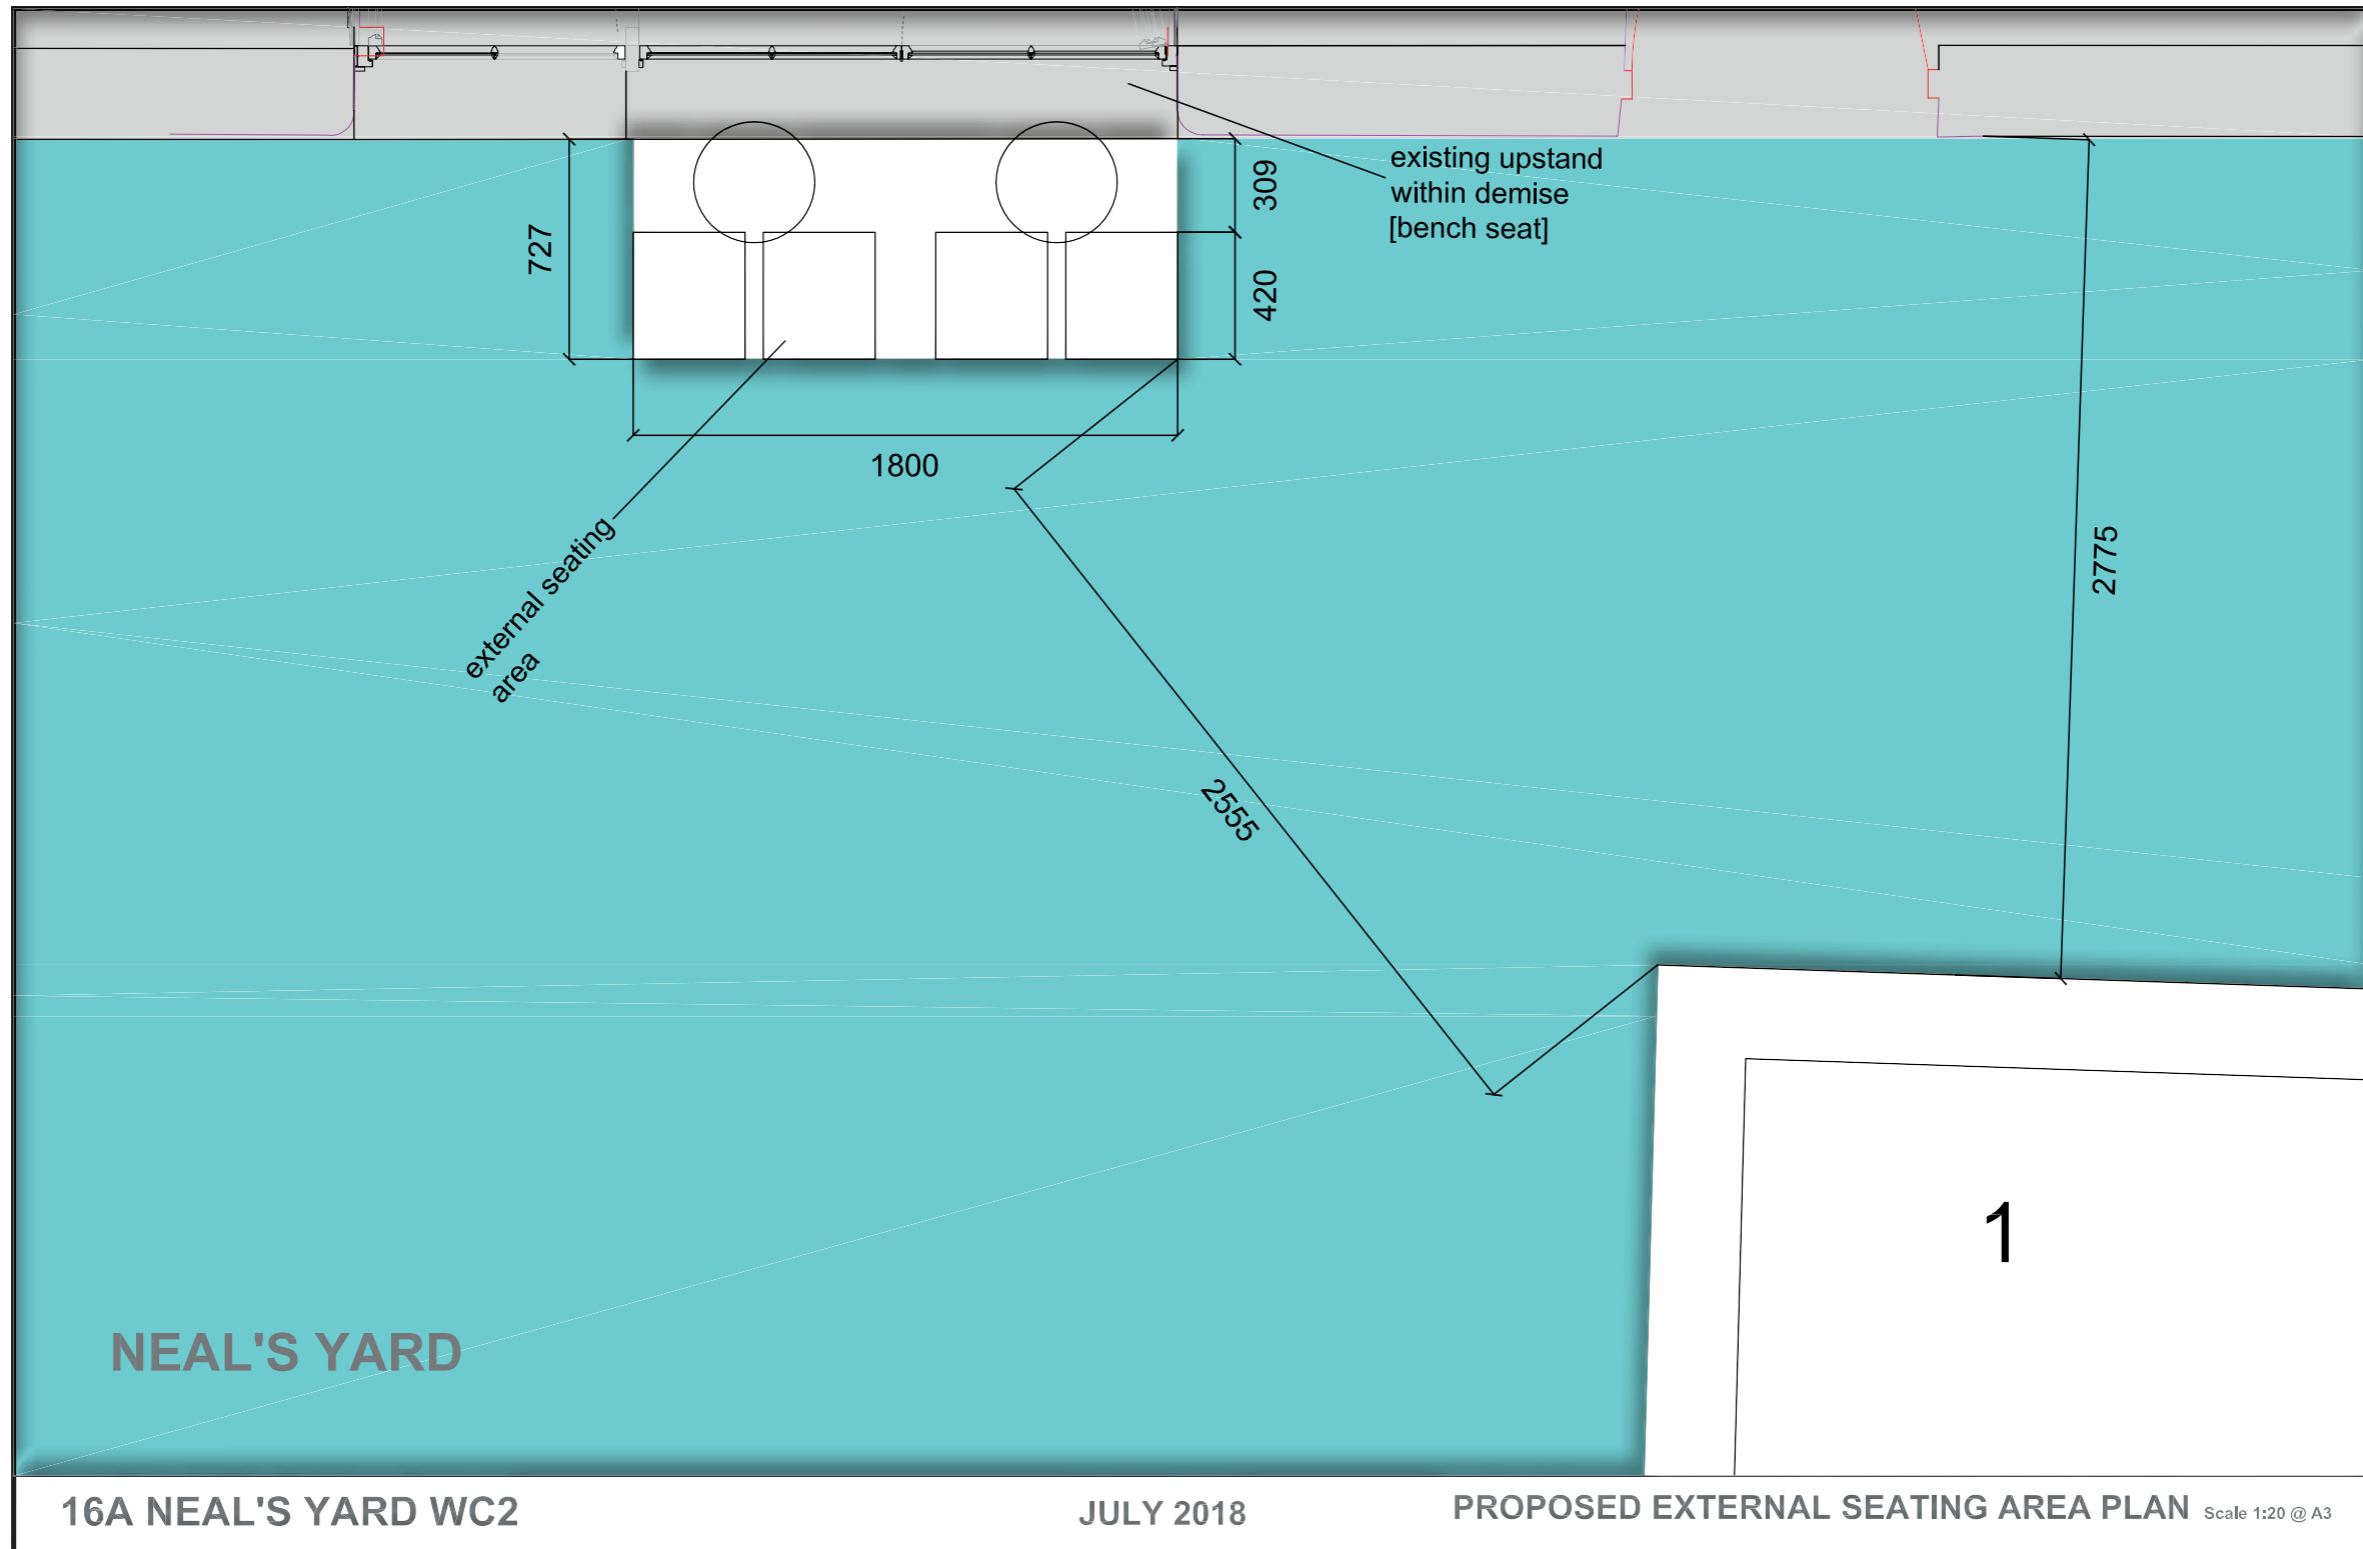 existing upstand
within demise
[bench seat]
309
727
420
1800
external seating
area
2775
2555
1
NEAL'S YARD
16A NEAL'S YARD WC2
JULY 2018
PROPOSED EXTERNAL SEATING AREA PLAN Scale 1:20 @ A3